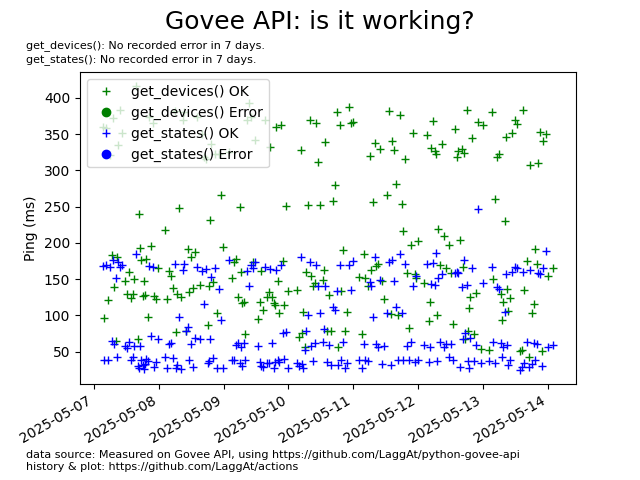 Govee API: is it working?
get_devices(): No recorded error in 7 days.
get_states(): No recorded error in 7 days.
get_devices() OK
get_devices() Error
get_states() OK
get_states() Error
Ping (ms)
400
350
300
250
200
150
100
50
2025-05-07
2025-05-08
2025-05-09
2025-05-10
2025-05-11
2025-05-12
2025-05-13
2025-05-14
data source: Measured on Govee API, using https://github.com/LaggAt/python-govee-api
history & plot: https://github.com/LaggAt/actions